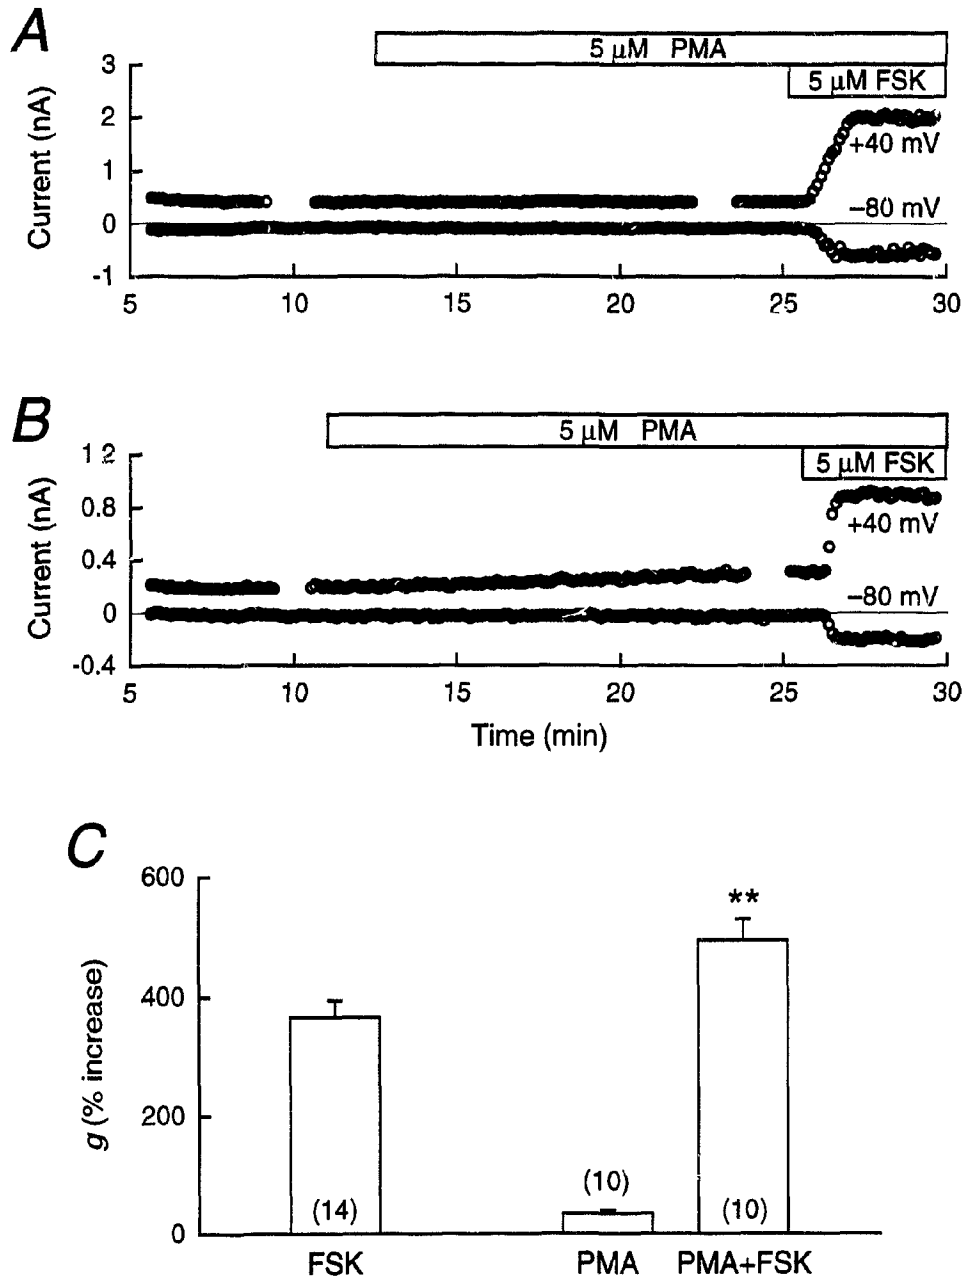 A
5 µM PMA
5 µM FSK
3
2
1
0
-1
Current (nA)
+40 mV
−80 mV
5 10 15 20 25 30
B
5 µM PMA
5 µM FSK
1 2
0.8
0.4
0
-0.4
Current (nA)
+40 mV
−80 mV
5 10 15 20 25 30
Time (min)
C
600
400
200
0
g (% increase)
**
(14)
(10)
(10)
FSK PMA PMA+FSK